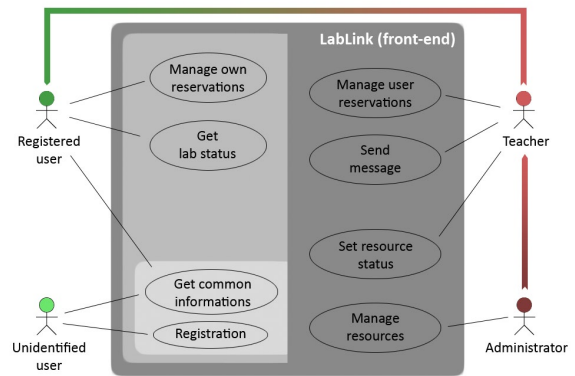 LabLink (front-end)
Manage own
reservations
Manage user
reservations
Registered
user
Get
lab status
Send
message
Teacher
Set resource
status
Get common
informations
Registration
Manage
resources
Unidentified
user
Administrator